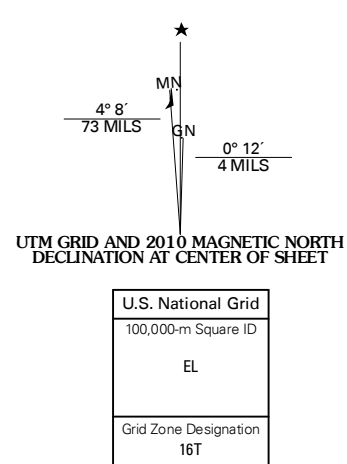 MN
4° 8´
73 MILS
GN
0° 12´
4 MILS
UTM GRID AND 2010 MAGNETIC NORTH
DECLINATION AT CENTER OF SHEET
U.S. National Grid
100,000-m Square ID
EL
Grid Zone Designation
16T